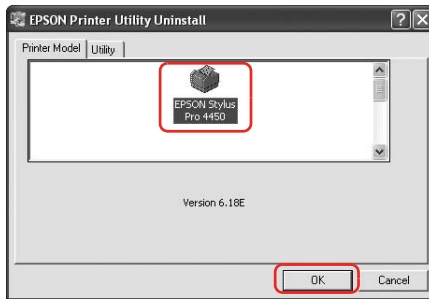 EPSON Printer Utility Uninstall
Printer Model
Utility
EPSON Stylus
Pro 4450
Version 6.18E
OK
Cancel